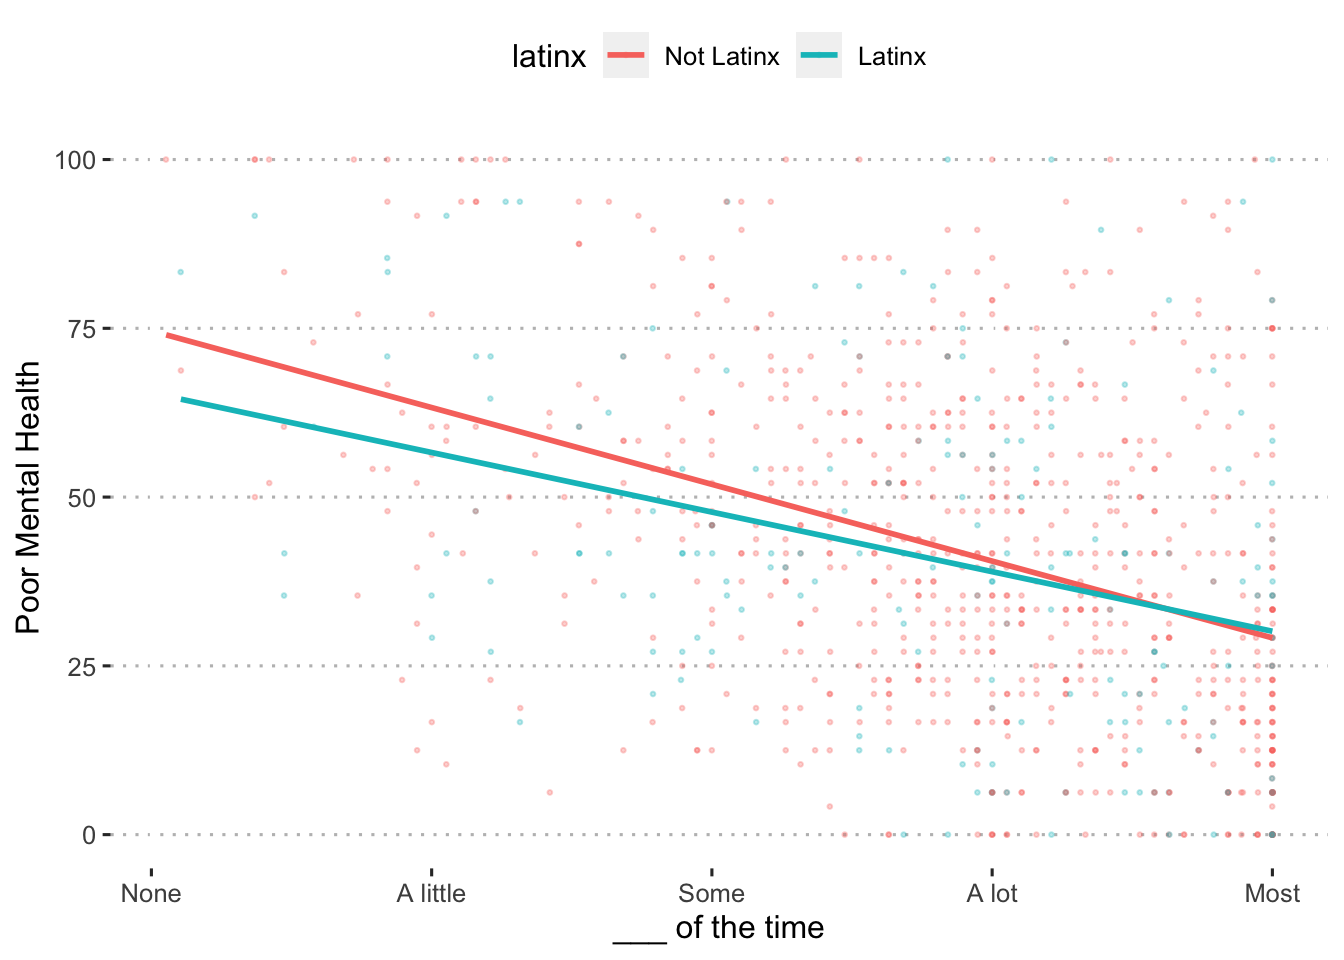 latinx Not Latinx Latinx
100
75
50
25
0
Poor Mental Health
None A little Some A lot Most
___ of the time